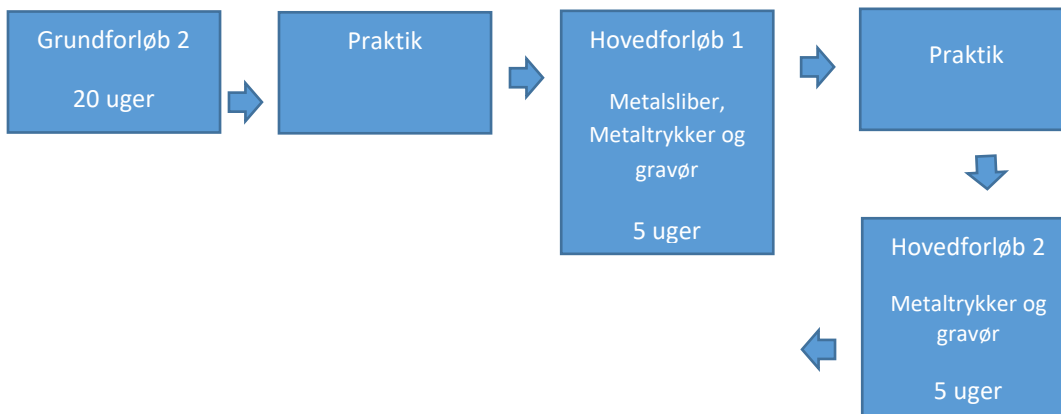 Grundforløb 2
20 uger
Praktik
Hovedforløb 1
Metalsliber,
Metaltrykker og
gravør
5 uger
Praktik
Hovedforløb 2
Metaltrykker og
gravør
5 uger